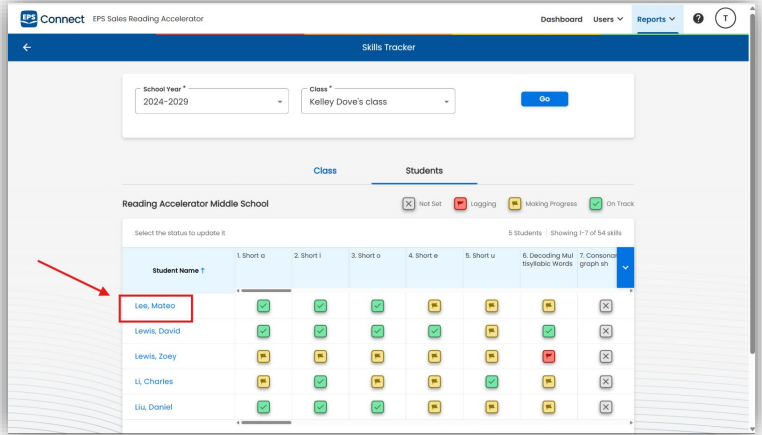 EPS Connect EPS Sales Reading Accelerator Dashboard Users Reports ? T
Skills Tracker
School Year * Class *
2024-2029 Kelley Dove's class Go
Class Students
Reading Accelerator Middle School Not Set Lagging Making Progress On Track
Select the status to update it 5 Students Showing 1-7 of 54 skills
Student Name ↑ 1. Short a 2. Short i 3. Short o 4. Short e 5. Short u 6. Decoding Mul 7. Consonan
tisyllabic Words graph sh
Lee, Mateo
Lewis, David
Lewis, Zoey
Li, Charles
Liu, Daniel